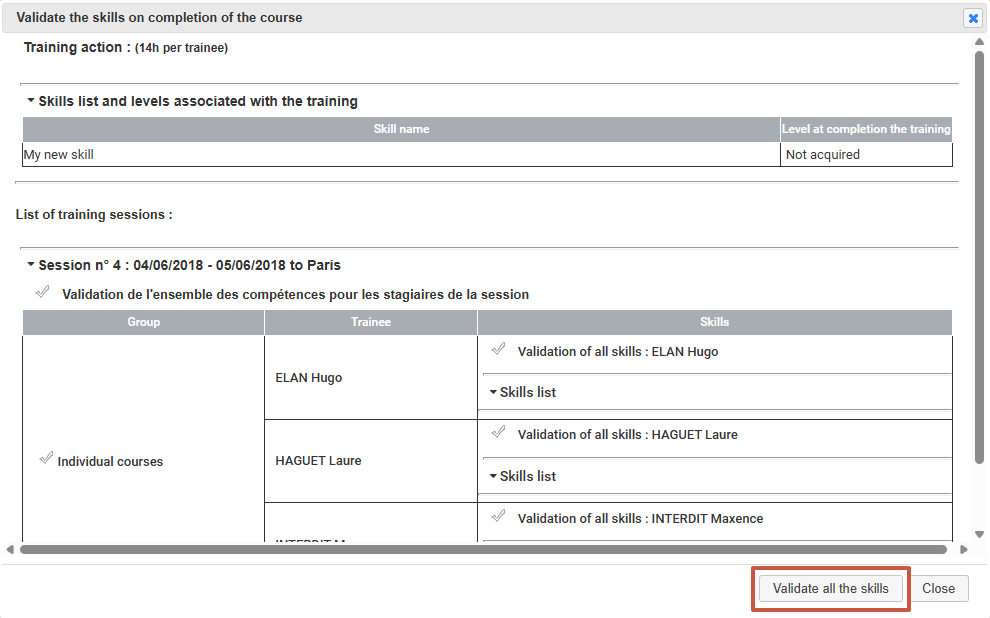 Validate the skills on completion of the course
Training action : (14h per trainee)
Skills list and levels associated with the training
Skill name
Level at completion the training
My new skill
Not acquired
List of training sessions :
Session n° 4 : 04/06/2018 - 05/06/2018 to Paris
Validation de l'ensemble des compétences pour les stagiaires de la session
Group
Trainee
Skills
Individual courses
ELAN Hugo
Validation of all skills : ELAN Hugo
Skills list
HAGUET Laure
Validation of all skills : HAGUET Laure
Skills list
Validation of all skills : INTERDIT Maxence
Validate all the skills
Close